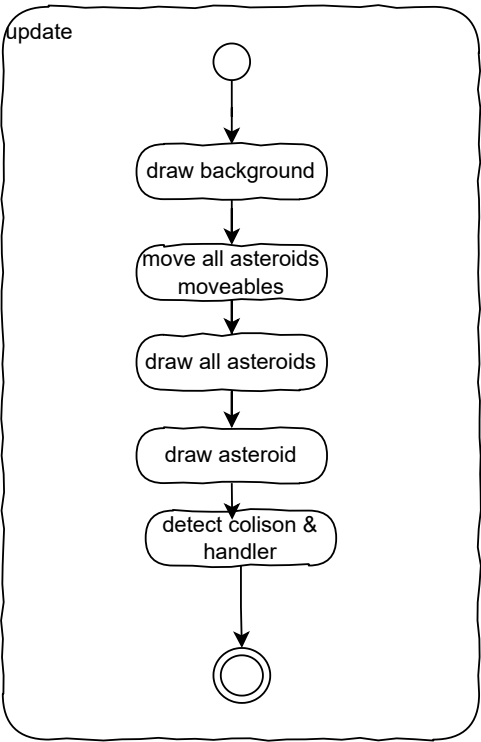 update
draw background
move all asteroids
moveables
draw all asteroids
draw asteroid
detect colison &
handler